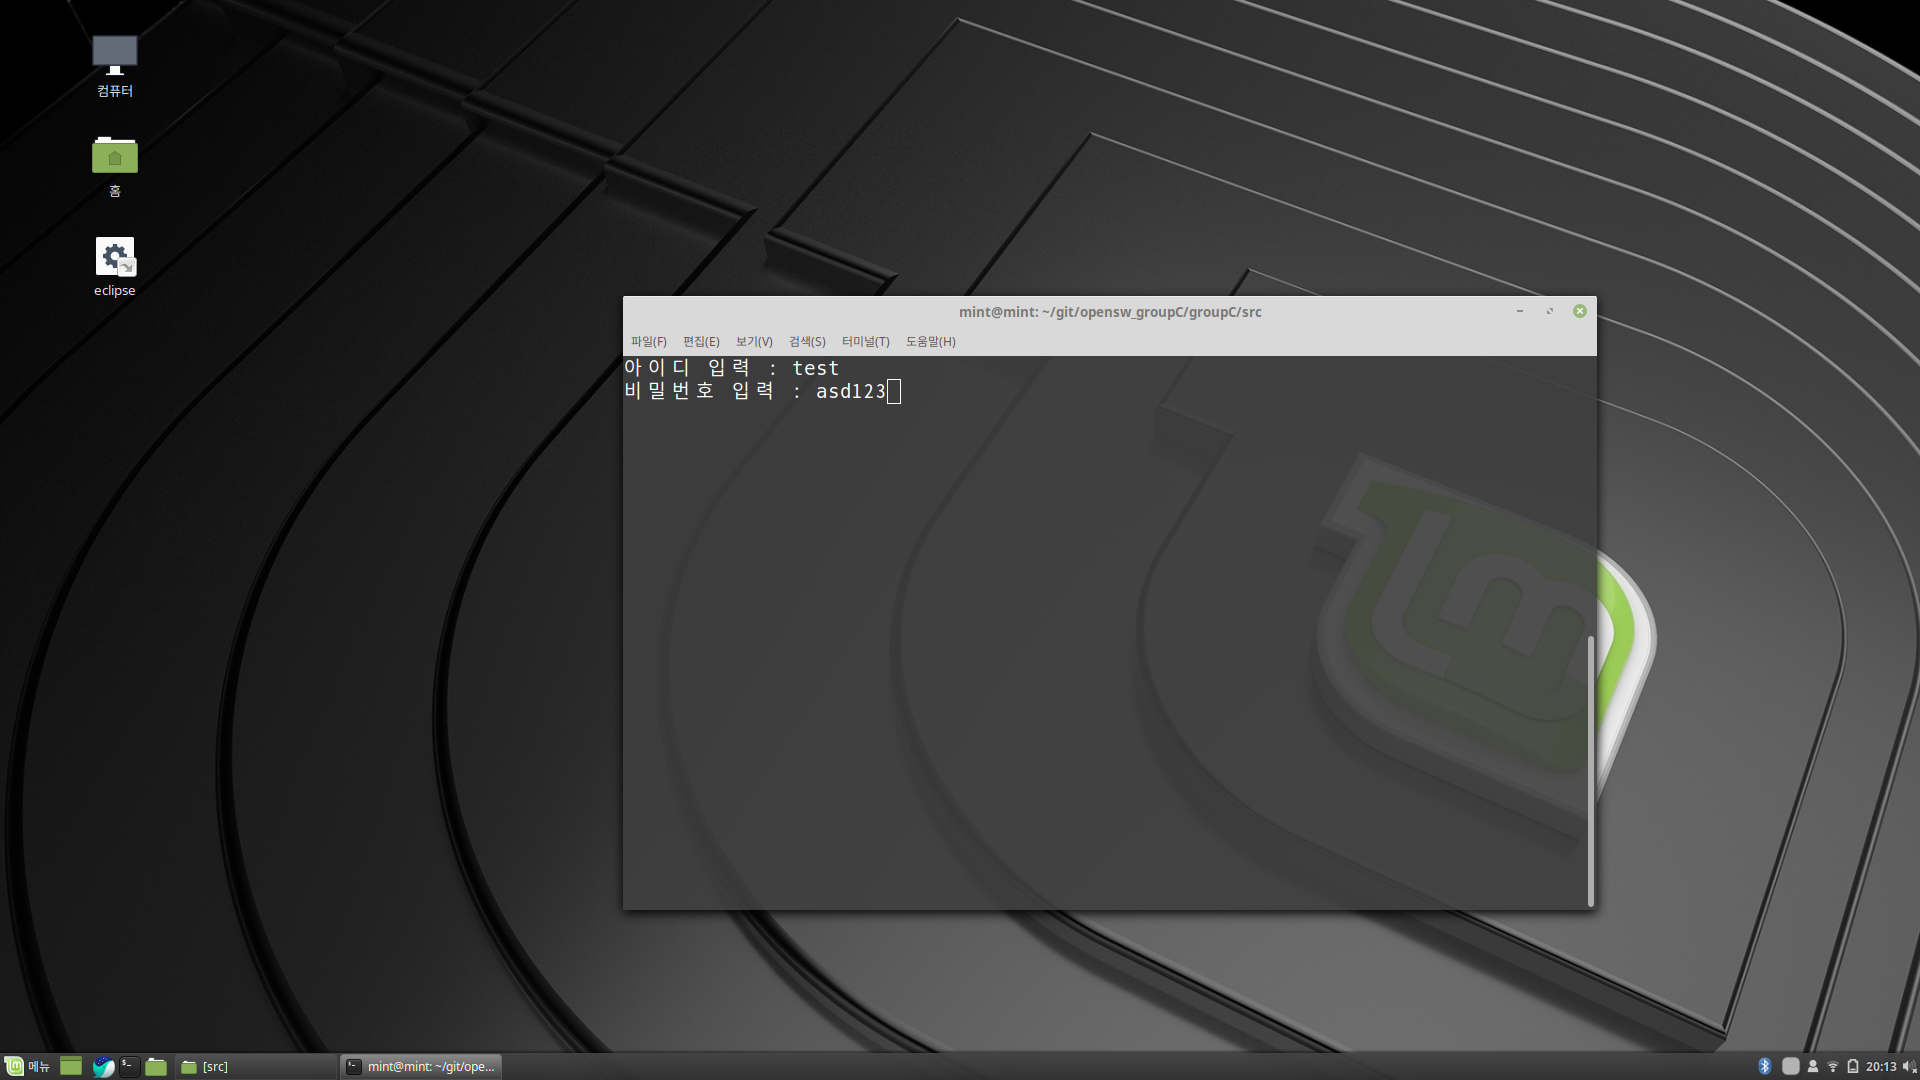 컴퓨터
홈
eclipse
mint@mint: ~/git/opensw_groupC/groupC/src
파일(F) 편집(E) 보기(V) 검색(S) 터미널(T) 도움말(H)
아이디 입력 : test
비밀번호 입력 : asd123
메뉴 [src] mint@mint: ~/git/ope... 20:13